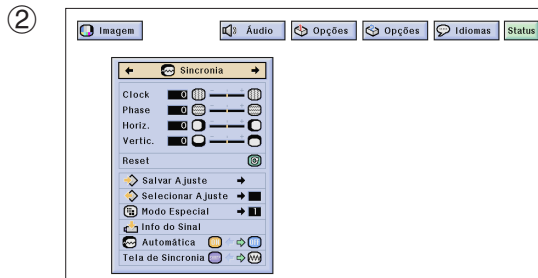 ②
Imagem Áudio Opções Opções Idiomas Status
Sincronia
Clock 0
Phase 0
Horiz. 0
Vertic. 0
Reset
Salvar Ajuste
Selecionar Ajuste
Modo Especial 1
Info do Sinal
Automática
Tela de Sincronia